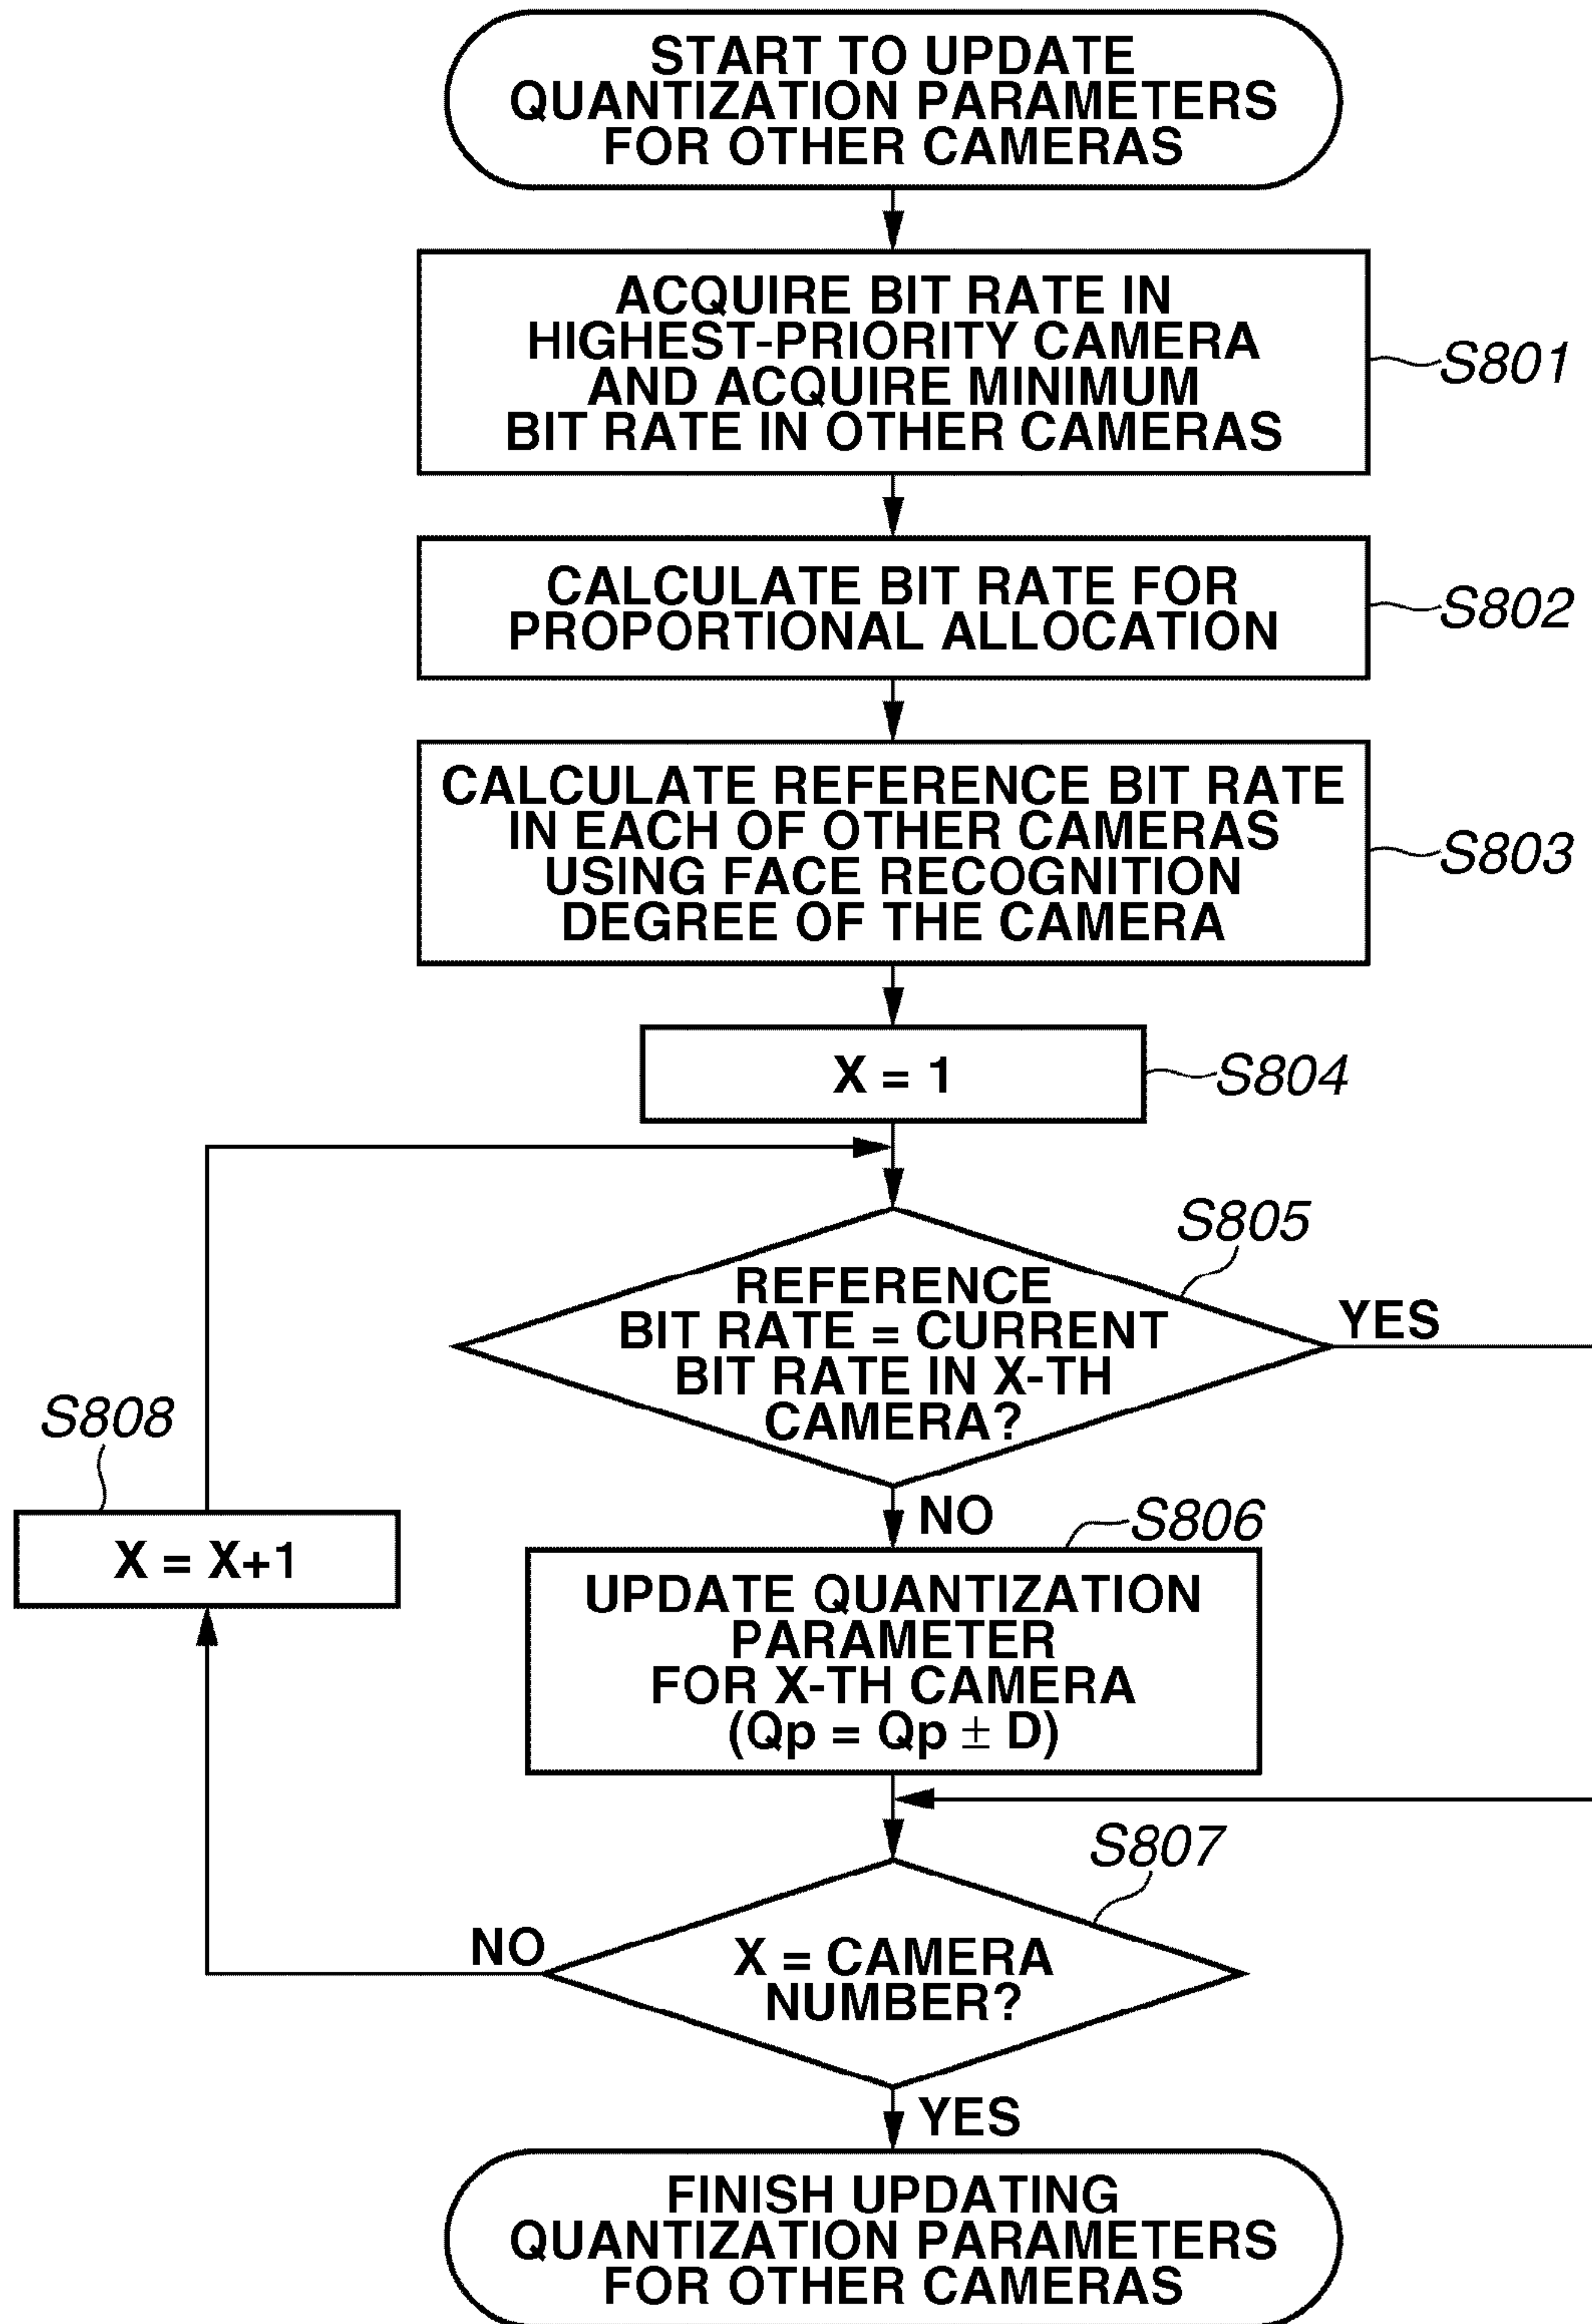 START TO UPDATE
QUANTIZATION PARAMETERS
FOR OTHER CAMERAS
ACQUIRE BIT RATE IN
HIGHEST-PRIORITY CAMERA
AND ACQUIRE MINIMUM
BIT RATE IN OTHER CAMERAS
S801
CALCULATE BIT RATE FOR
PROPORTIONAL ALLOCATION
S802
CALCULATE REFERENCE BIT RATE
IN EACH OF OTHER CAMERAS
USING FACE RECOGNITION
DEGREE OF THE CAMERA
S803
X = 1
S804
S805
REFERENCE
BIT RATE = CURRENT
BIT RATE IN X-TH
CAMERA?
YES
NO
S808
X = X+1
S806
UPDATE QUANTIZATION
PARAMETER
FOR X-TH CAMERA
(Qp = Qp ± D)
S807
X = CAMERA
NUMBER?
NO
YES
FINISH UPDATING
QUANTIZATION PARAMETERS
FOR OTHER CAMERAS